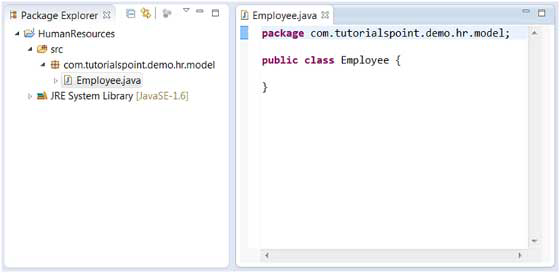 Package Explorer
HumanResources
src
com.tutorialspoint.demo.hr.model
Employee.java
JRE System Library [JavaSE-1.6]
Employee.java
package com.tutorialspoint.demo.hr.model;
public class Employee {
}